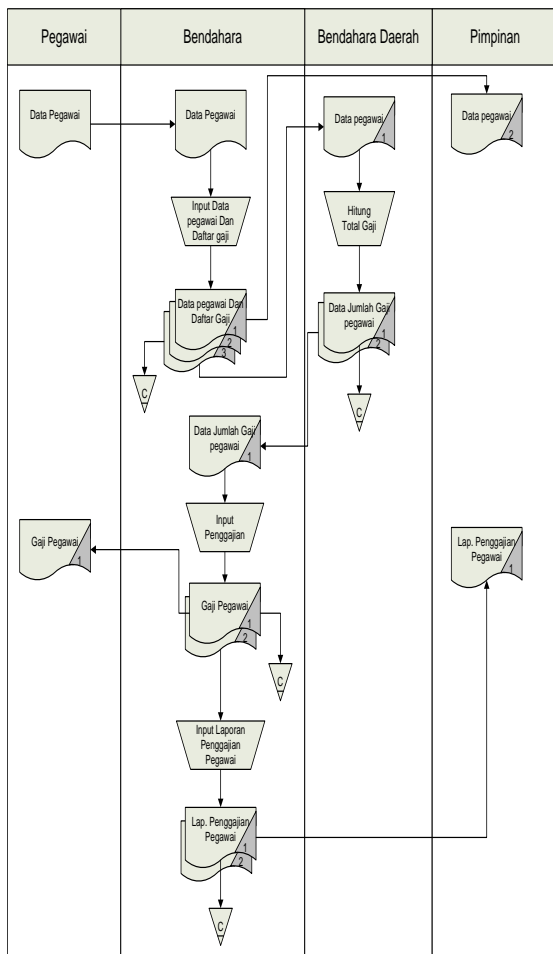 Pegawai
Bendahara
Bendahara Daerah
Pimpinan
Data Pegawai
Data Pegawai
Data pegawai
1
Data pegawai
2
Input Data
pegawai Dan
Daftar gaji
Hitung
Total Gaji
Data pegawai Dan
Daftar Gaji
1
2
3
Data Jumlah Gaji
pegawai
1
2
C
C
Data Jumlah Gaji
pegawai
1
Input
Penggajian
Gaji Pegawai
1
Lap. Penggajian
Pegawai
1
Gaji Pegawai
1
2
C
Input Laporan
Penggajian
Pegawai
Lap. Penggajian
Pegawai
1
2
C